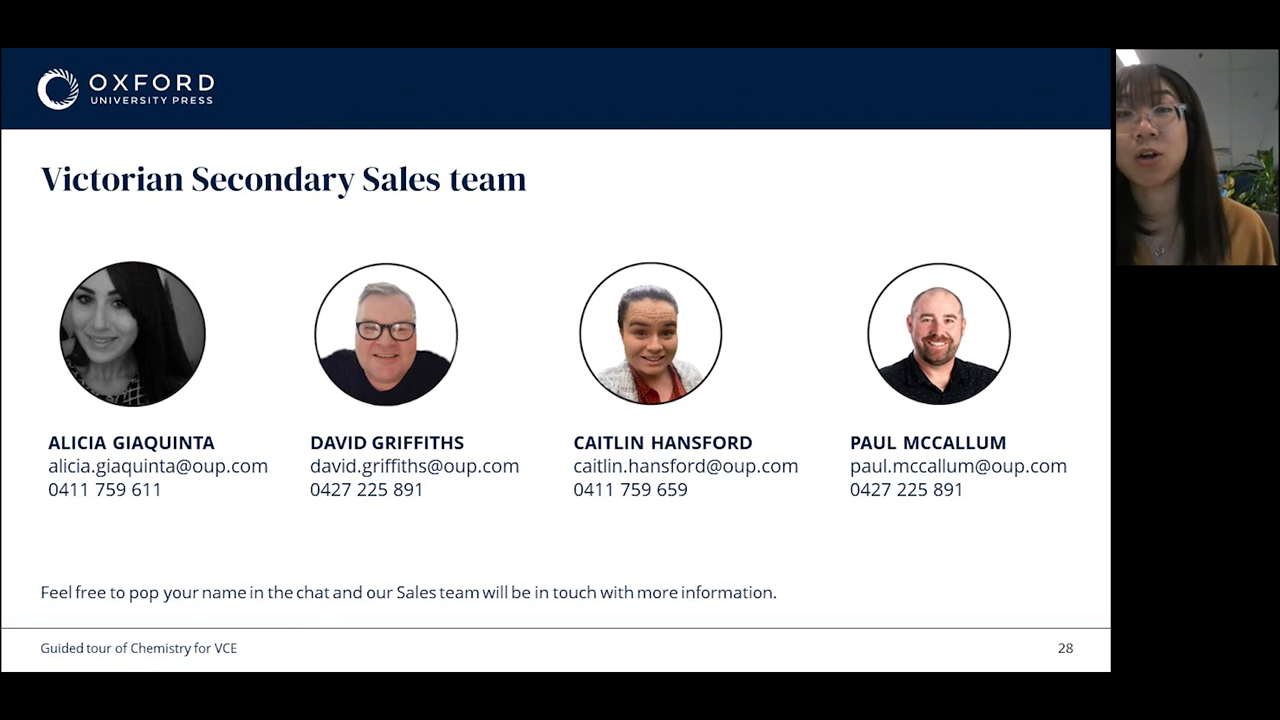 OXFORD
UNIVERSITY PRESS
Victorian Secondary Sales team
ALICIA GIAQUINTA
alicia.giaquinta@oup.com
0411 759 611
DAVID GRIFFITHS
david.griffiths@oup.com
0427 225 891
CAITLIN HANSFORD
caitlin.hansford@oup.com
0411 759 659
PAUL MCCALLUM
paul.mccallum@oup.com
0427 225 891
Feel free to pop your name in the chat and our Sales team will be in touch with more information.
Guided tour of Chemistry for VCE
28